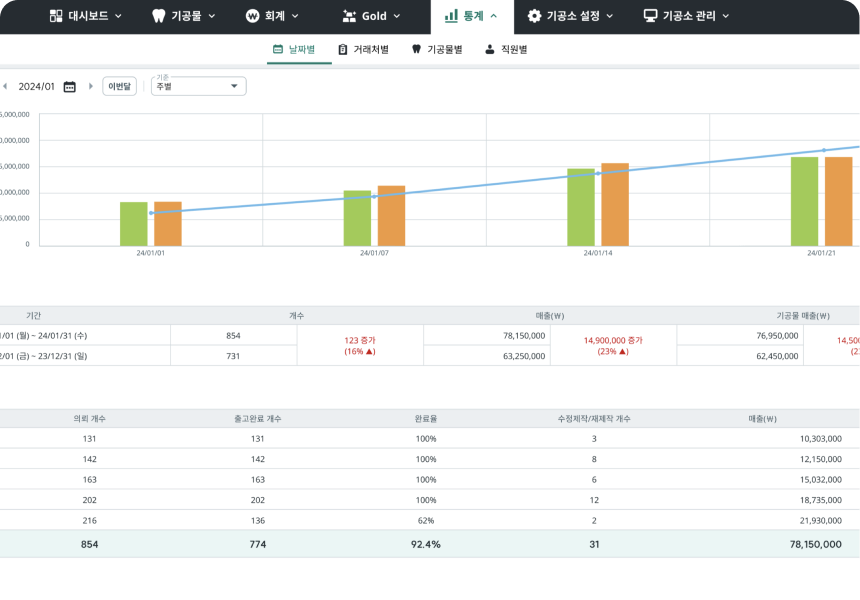 대시보드 기공물 회계 Gold 통계 기공소 설정 기공소 관리
날짜별 거래처별 기공물별 직원별
2024/01 이번달 기준 주별
5,000,000
0,000,000
5,000,000
0,000,000
5,000,000
0
24/01/01 24/01/07 24/01/14 24/01/21
기간 개수 매출(₩) 기공물 매출(₩)
/01 (월) ~ 24/01/31 (수) 854 123 증가 (16% ▲) 78,150,000 14,900,000 증가 (23% ▲) 76,950,000 14,500
2/01 (금) ~ 23/12/31 (일) 731 63,250,000 62,450,000 (2
의뢰 개수 출고완료 개수 완료율 수정제작/재제작 개수 매출(₩)
131 131 100% 3 10,303,000
142 142 100% 8 12,150,000
163 163 100% 6 15,032,000
202 202 100% 12 18,735,000
216 136 62% 2 21,930,000
854 774 92.4% 31 78,150,000